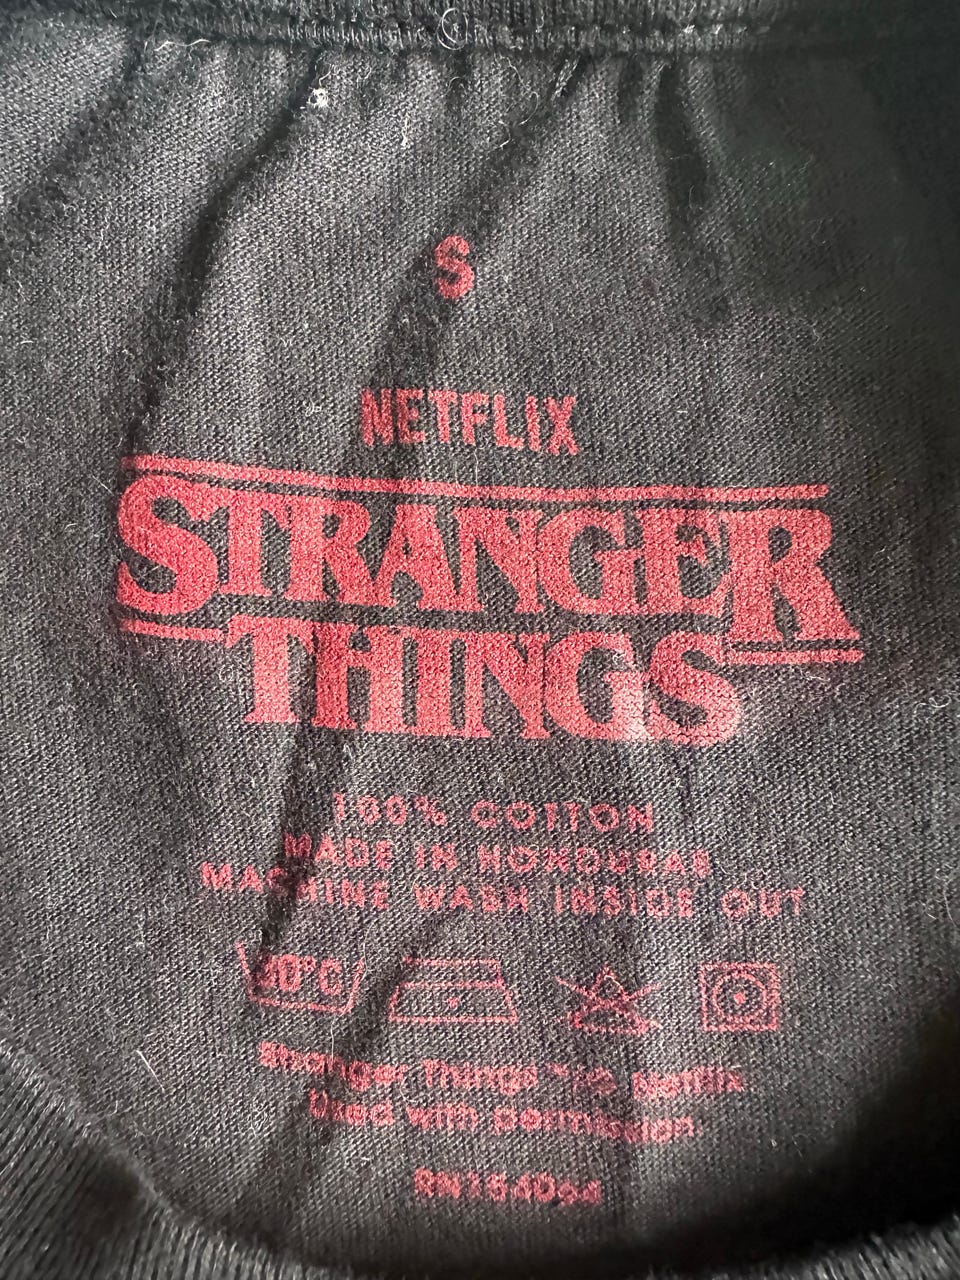 S
NETFLIX
STRANGER
THINGS
100% COTTON
MADE IN HONDURAS
MACHINE WASH INSIDE OUT
Stranger Things Netflix
Used with permission